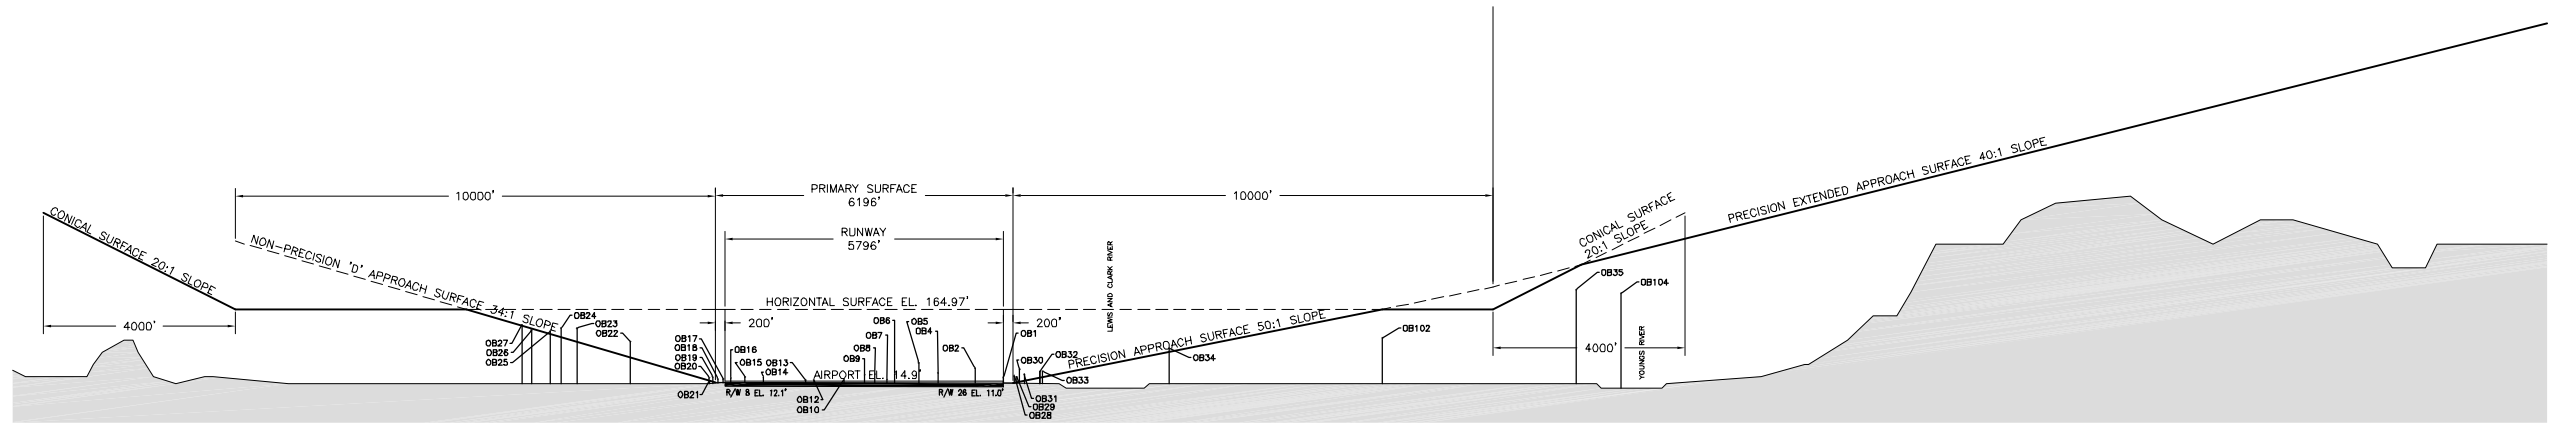 10000'
PRIMARY SURFACE
6196'
10000'
CONICAL SURFACE 20:1 SLOPE
NON-PRECISION 'D' APPROACH SURFACE 34:1 SLOPE
RUNWAY
5796'
LEWIS AND CLARK RIVER
CONICAL SURFACE
20:1 SLOPE
PRECISION EXTENDED APPROACH SURFACE 40:1 SLOPE
HORIZONTAL SURFACE EL. 164.97'
4000'
200'
200'
PRECISION APPROACH SURFACE 50:1 SLOPE
4000'
YOUNGS RIVER
OB27
OB26
OB25
OB24
OB23
OB22
OB17
OB18
OB19
OB20
OB21
OB16
OB15
OB14
OB13
OB12
OB10
OB9
OB8
OB7
OB6
OB5
OB4
OB2
OB1
AIRPORT EL. 14.9'
R/W 8 EL. 12.1'
R/W 26 EL. 11.0'
OB30
OB32
OB33
OB31
OB29
OB28
OB34
OB102
OB35
OB104